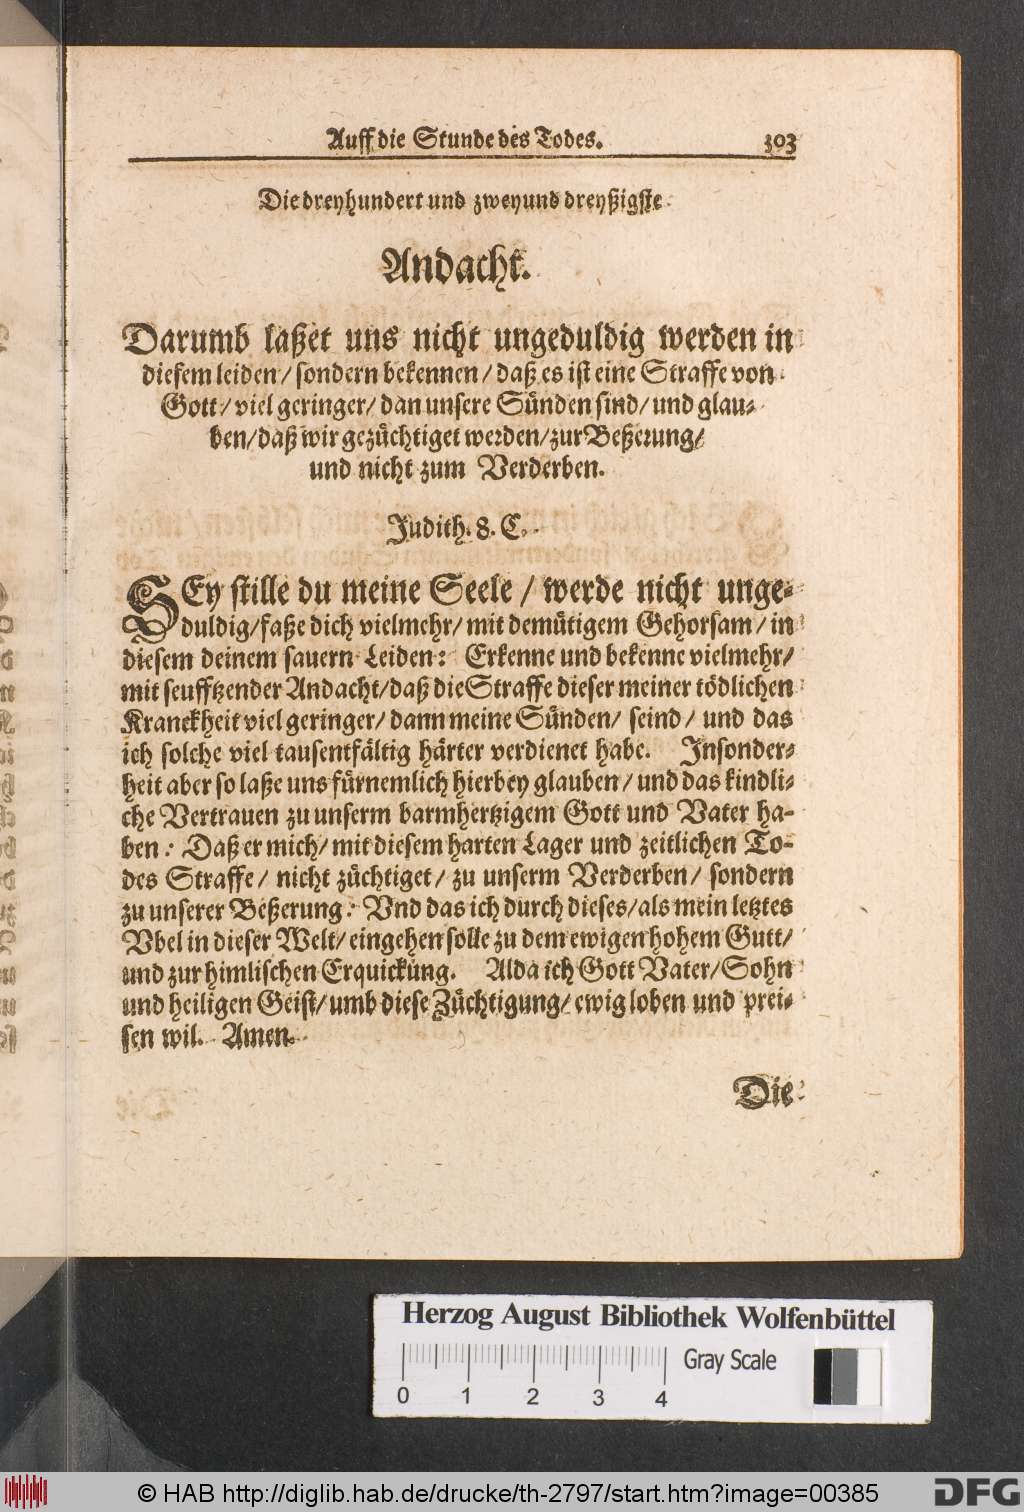 Auff die Stunde des Todes. 303
Die dreyhundert und zweyund dreyßigste
Andacht.
Darumb laßet uns nicht ungeduldig werden in
diesem leiden/ sondern bekennen/ daß es ist eine Straffe von
Gott/ viel geringer/ dan unsere Sünden sind/ und glau-
ben/ daß wir gezüchtiget werden/ zur Beßerung/
und nicht zum Verderben.
Judith. 8. C.
SEy stille du meine Seele / werde nicht unge-
duldig/ faße dich vielmehr/ mit demütigem Gehorsam/ in
diesem deinem sauern Leiden: Erkenne und bekenne vielmehr/
mit seufftzender Andacht/ daß die Straffe dieser meiner tödlichen
Kranckheit viel geringer/ dann meine Sünden/ seind/ und das
ich solche viel tausentfältig härter verdienet habe. Insonder-
heit aber so laße uns fürnemlich hierbey glauben/ und das kindli-
che Vertrauen zu unserm barmhertzigem Gott und Vater ha-
ben: Daß er mich/ mit diesem harten Lager und zeitlichen To-
des Straffe/ nicht züchtiget/ zu unserm Verderben/ sondern
zu unserer Beßerung: Vnd das ich durch dieses/ als mein letztes
Vbel in dieser Welt/ eingehen solle zu dem ewigen hohem Gutt/
und zur himlischen Erquickung. Alda ich Gott Vater/ Sohn
und heiligen Geist/ umb diese Züchtigung/ ewig loben und prei-
sen wil. Amen.
Die
Herzog August Bibliothek Wolfenbüttel
Gray Scale
0 1 2 3 4
© HAB http://diglib.hab.de/drucke/th-2797/start.htm?image=00385
DFG